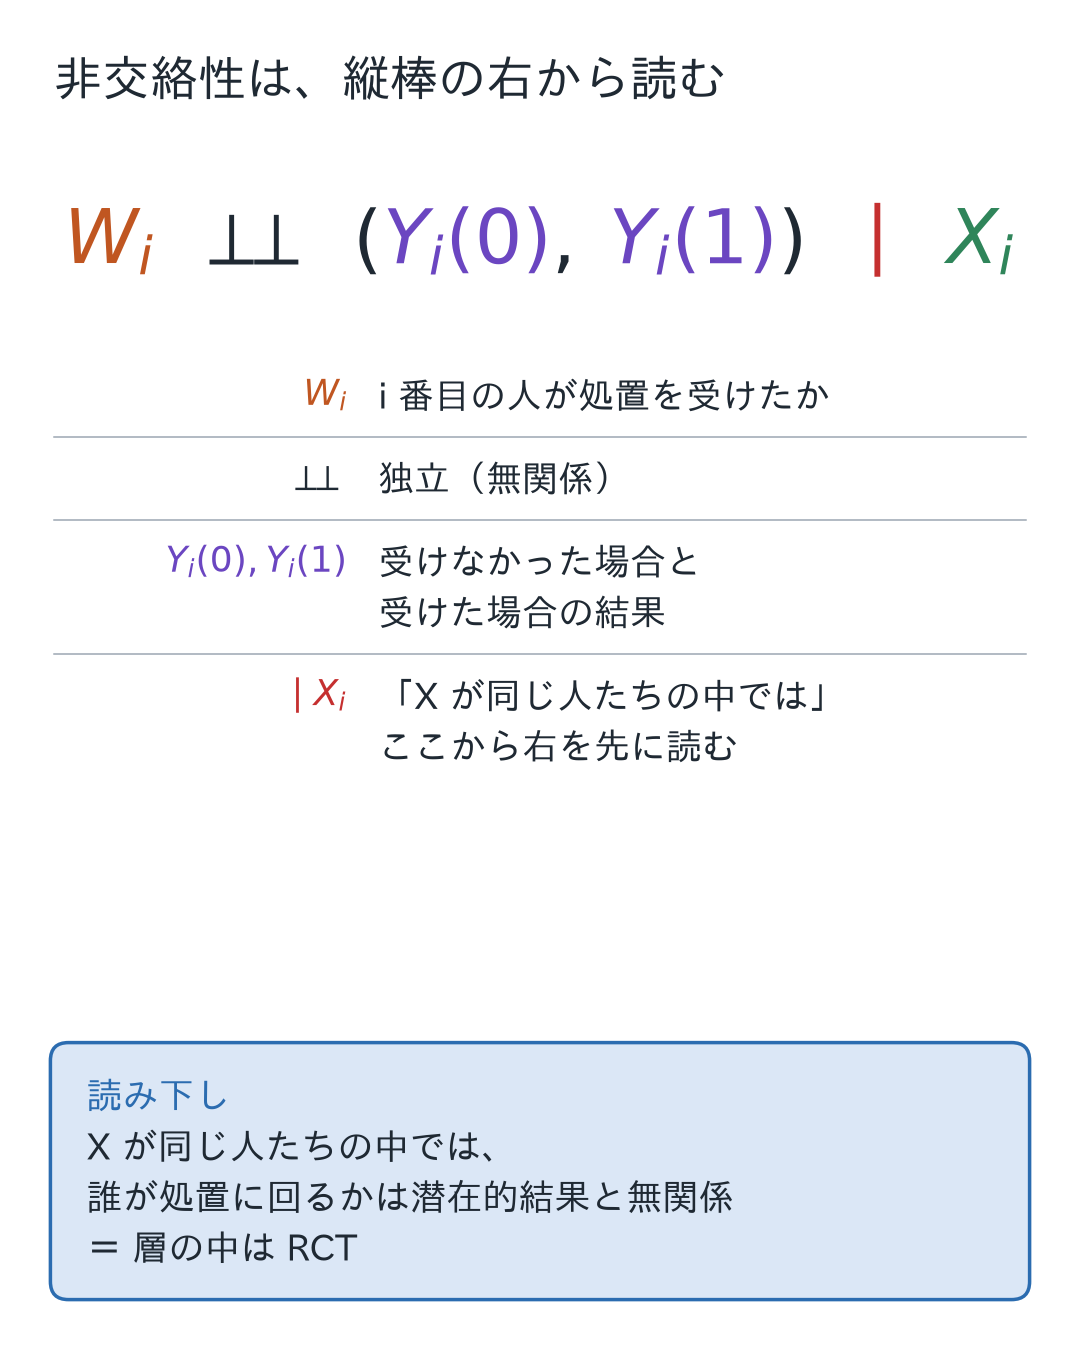 非交絡性は、縦棒の右から読む
Wᵢ ⊥⊥ (Yᵢ(0), Yᵢ(1)) | Xᵢ
Wᵢ i 番目の人が処置を受けたか
⊥⊥ 独立（無関係）
Yᵢ(0), Yᵢ(1) 受けなかった場合と
受けた場合の結果
| Xᵢ 「X が同じ人たちの中では」
ここから右を先に読む
読み下し
X が同じ人たちの中では、
誰が処置に回るかは潜在的結果と無関係
＝ 層の中は RCT